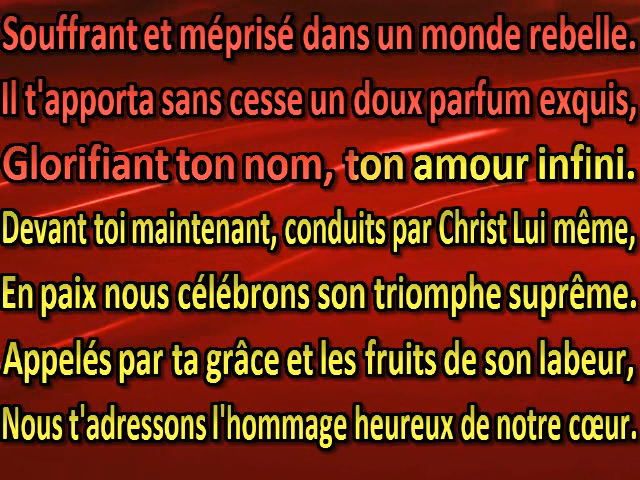 Souffrant et méprisé dans un monde rebelle.
Il t'apporta sans cesse un doux parfum exquis,
Glorifiant ton nom, ton amour infini.
Devant toi maintenant, conduits par Christ Lui même,
En paix nous célébrons son triomphe suprême.
Appelés par ta grâce et les fruits de son labeur,
Nous t'adressons l'hommage heureux de notre cœur.